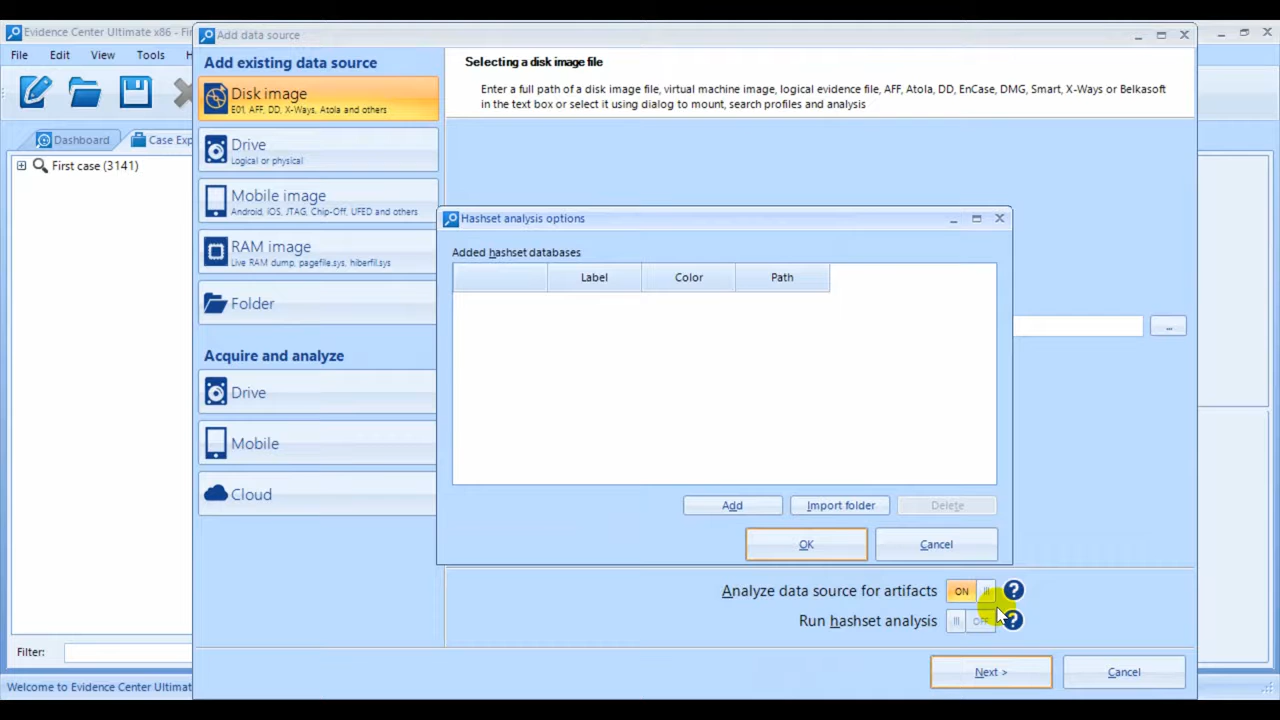 Evidence Center Ultimate x86 - Fi
File Edit View Tools H
Dashboard
Case Exp
First case (3141)
Filter:
Welcome to Evidence Center Ultimat
Add data source
Add existing data source
Disk image
E01, AFF, DD, X-Ways, Atola and others
Drive
Logical or physical
Mobile image
Android, iOS, JTAG, Chip-Off, UFED and others
RAM image
Live RAM dump, pagefile.sys, hiberfil.sys
Folder
Acquire and analyze
Drive
Mobile
Cloud
Selecting a disk image file
Enter a full path of a disk image file, virtual machine image, logical evidence file, AFF, Atola, DD, EnCase, DMG, Smart, X-Ways or Belkasoft
in the text box or select it using dialog to mount, search profiles and analysis
...
Hashset analysis options
Added hashset databases
Label Color Path
Add Import folder Delete
OK Cancel
Analyze data source for artifacts ON ?
Run hashset analysis OFF ?
Next > Cancel